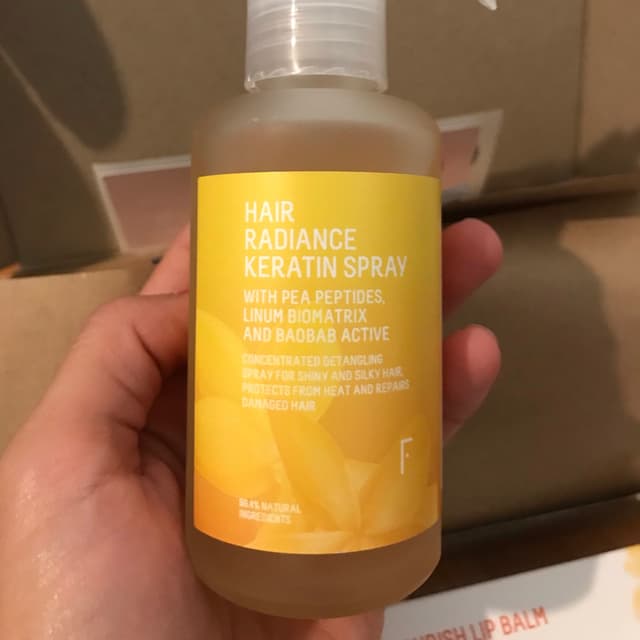 HAIR
RADIANCE
KERATIN SPRAY
WITH PEA PEPTIDES,
LINUM BIOMATRIX
AND BAOBAB ACTIVE
CONCENTRATED DETANGLING
SPRAY FOR SHINY AND SILKY HAIR.
PROTECTS FROM HEAT AND REPAIRS
DAMAGED HAIR
F
NATURAL
INGREDIENTS
LIP BALM